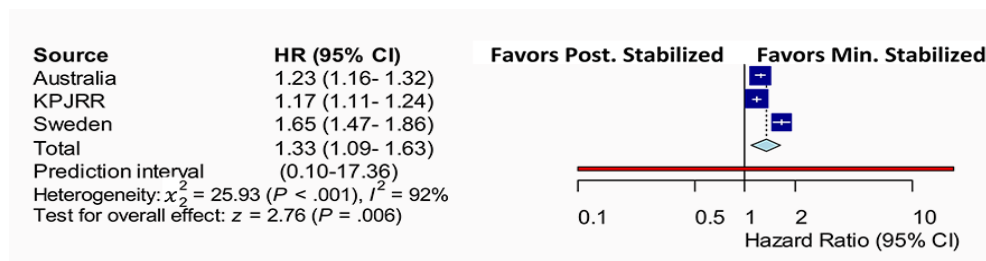 Source HR (95% CI) Favors Post. Stabilized Favors Min. Stabilized
Australia 1.23 (1.16- 1.32)
KPJRR 1.17 (1.11- 1.24)
Sweden 1.65 (1.47- 1.86)
Total 1.33 (1.09- 1.63)
Prediction interval (0.10-17.36)
Heterogeneity: x²₂ = 25.93 (P < .001), I² = 92%
Test for overall effect: z = 2.76 (P = .006)
0.1 0.5 1 2 10
Hazard Ratio (95% CI)